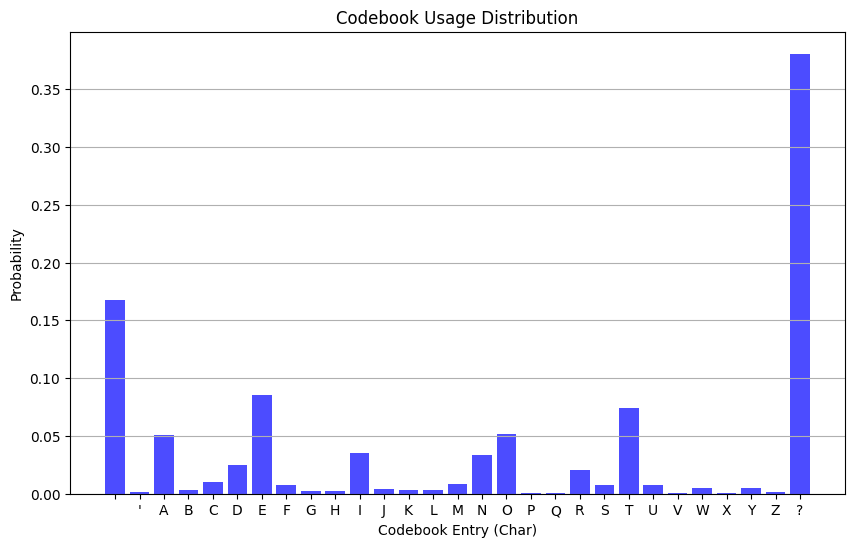 Codebook Usage Distribution
Probability
0.35
0.30
0.25
0.20
0.15
0.10
0.05
0.00
' A B C D E F G H I J K L M N O P Q R S T U V W X Y Z ?
Codebook Entry (Char)